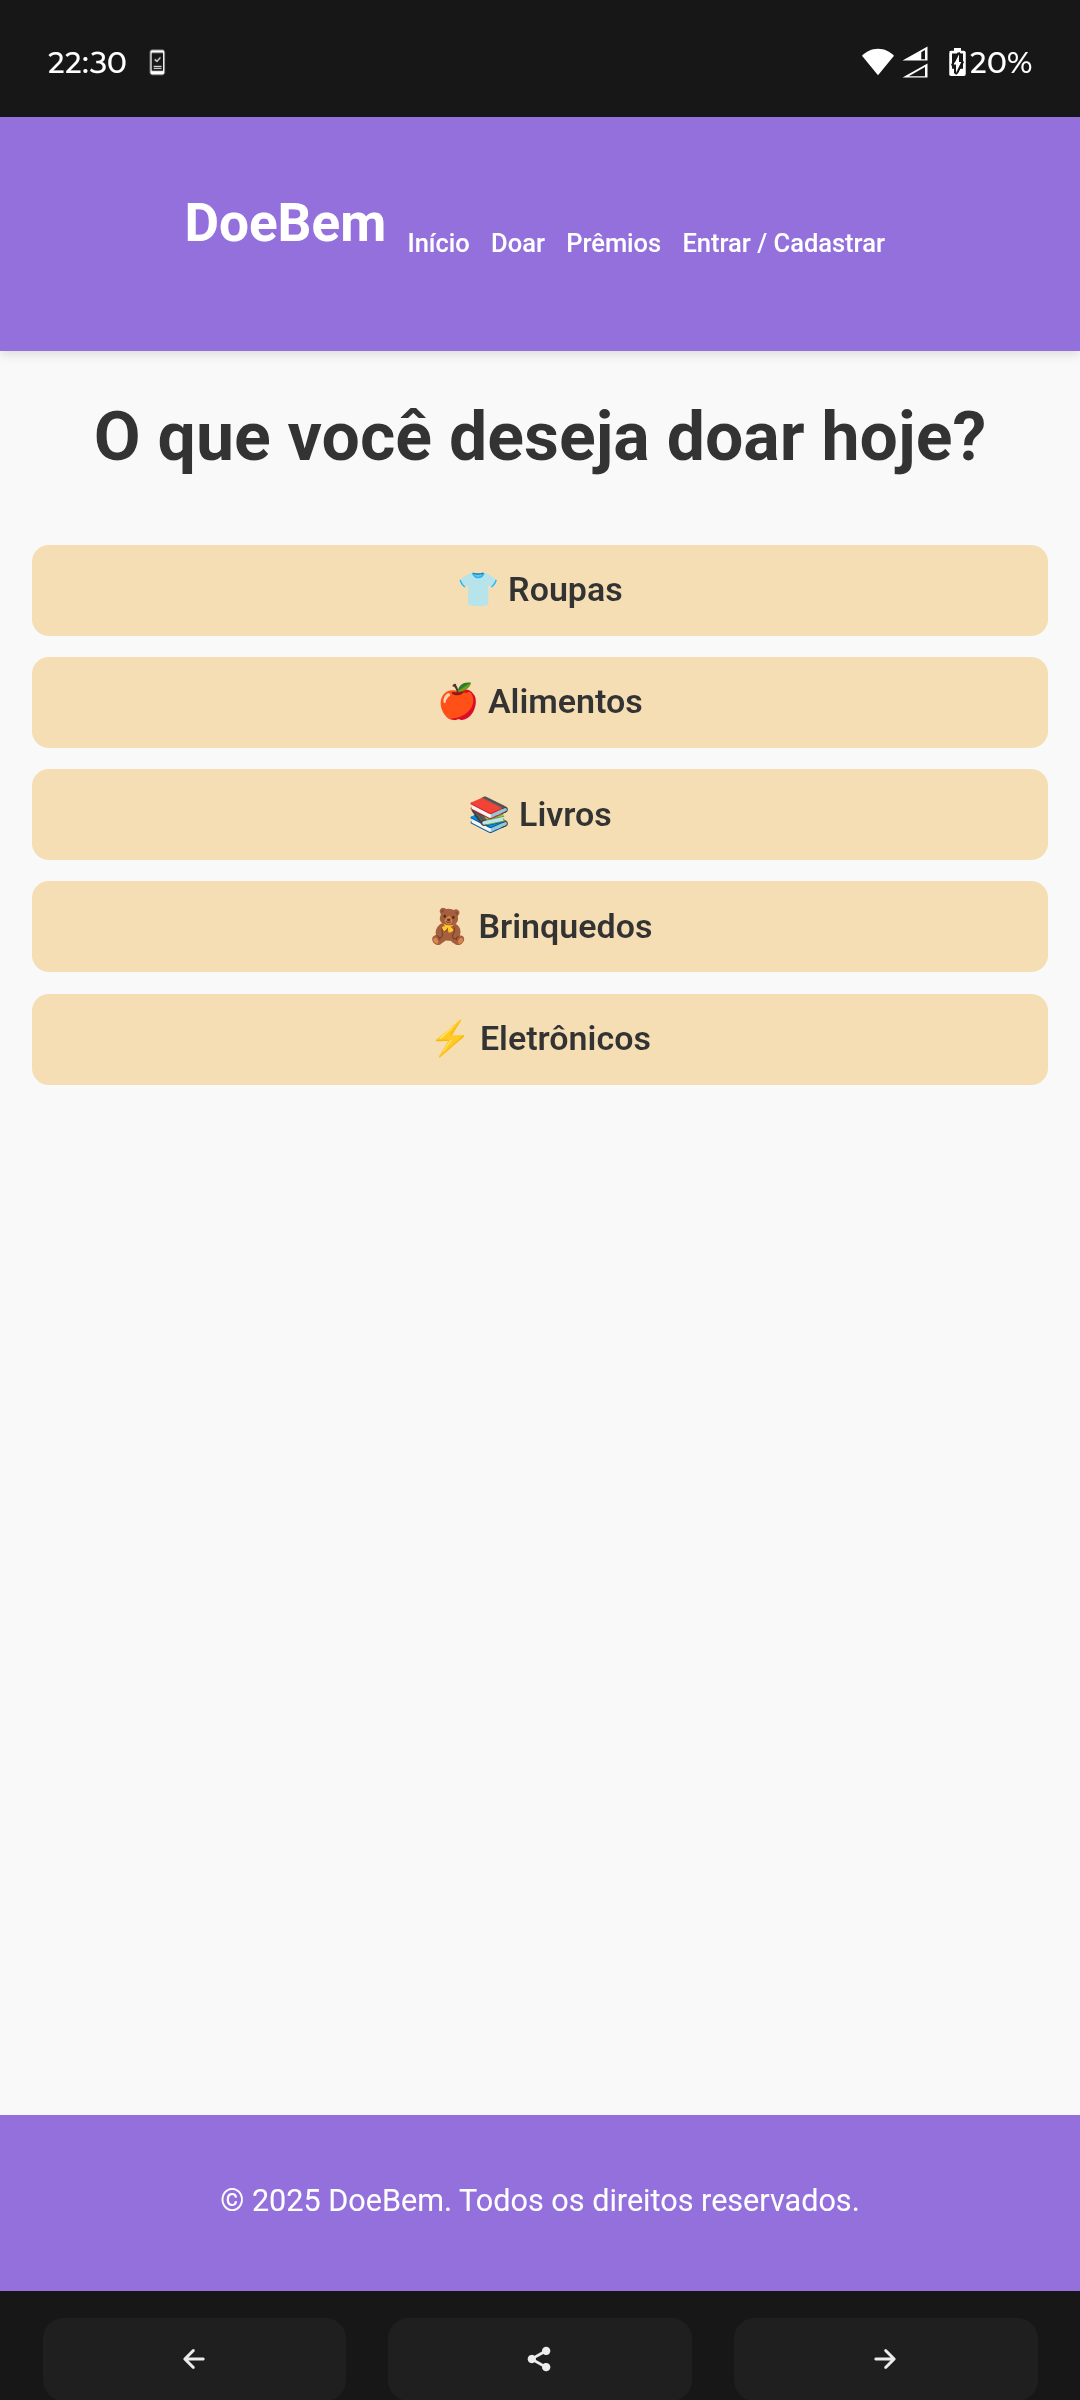 22:30 20%
DoeBem Início Doar Prêmios Entrar / Cadastrar
O que você deseja doar hoje?
👕 Roupas
🍎 Alimentos
📚 Livros
🧸 Brinquedos
⚡ Eletrônicos
© 2025 DoeBem. Todos os direitos reservados.